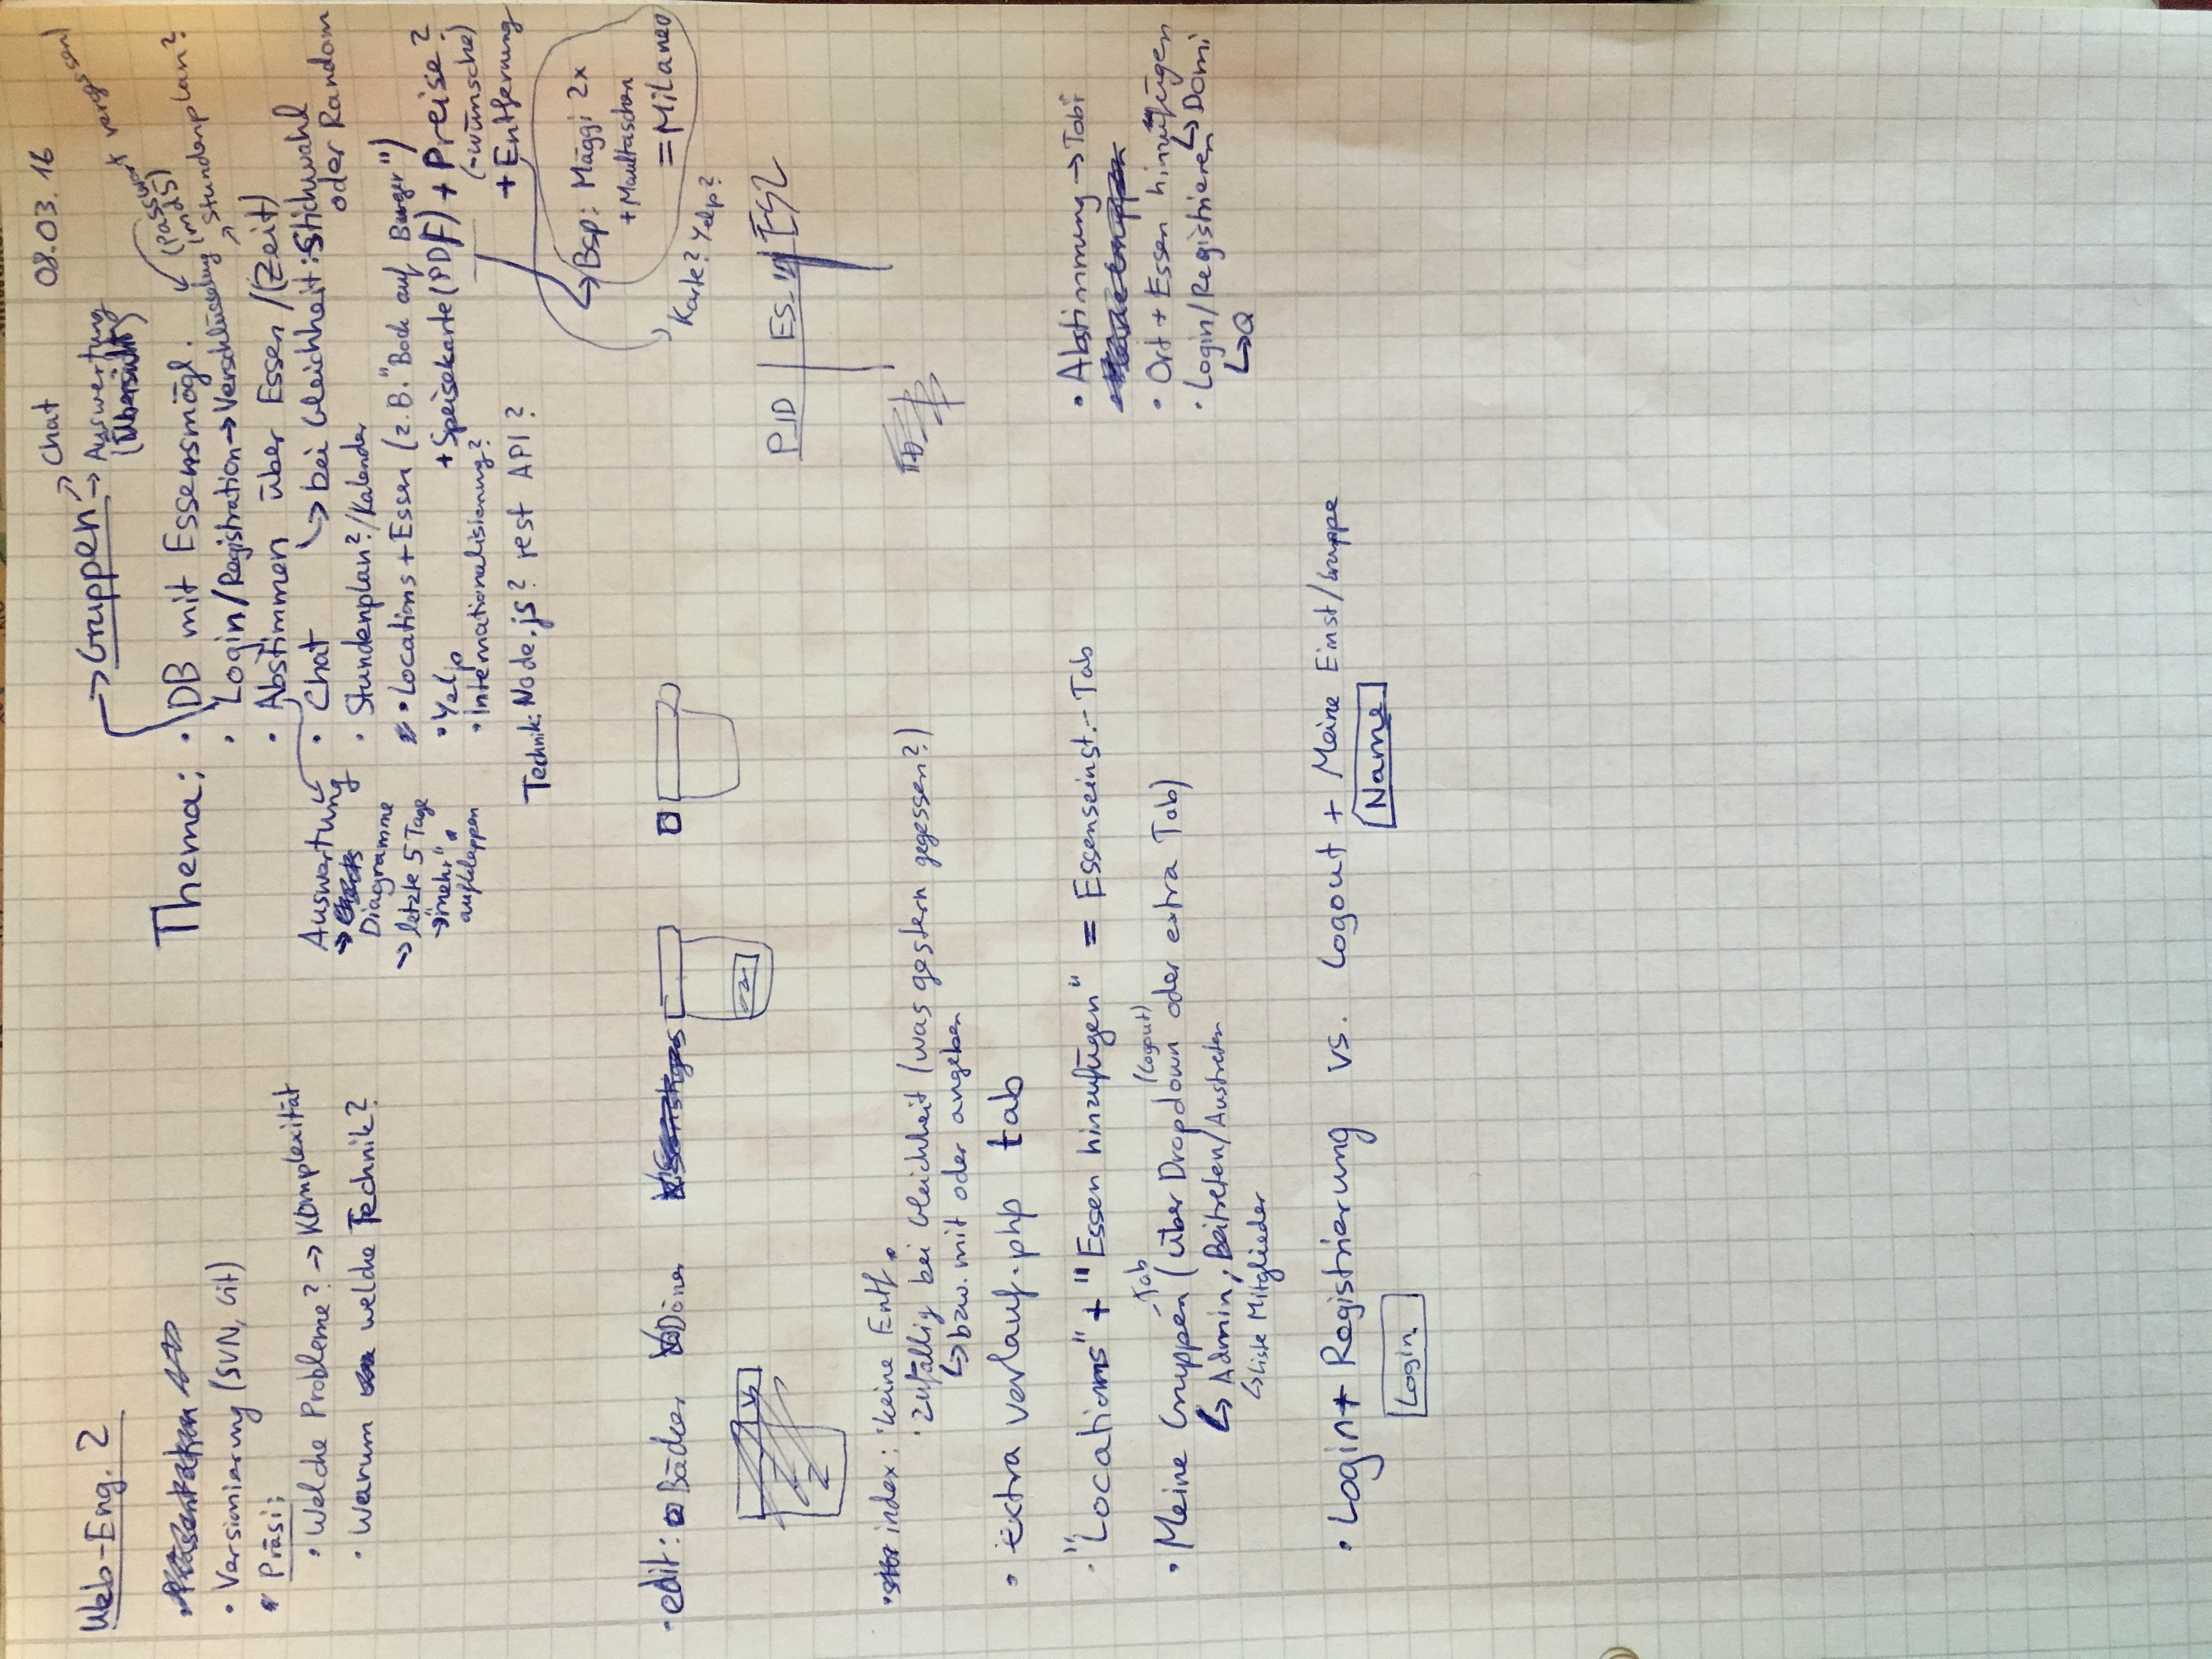 08.03.16
Web-Eng. 2
• Versionierung (SVN, Git)
• Präsi:
• Welche Probleme? → Komplexität
• Warum welche Technik?
→ Gruppen → Chat
→ Auswertung
(Übersicht)
Thema: • DB mit Essensmögl.
(Passwort vergessen)
• Login/Registration → Verschlüsselung (md5)
• Abstimmen über Essen /(Zeit) → Stundenplan?
↳ bei Gleichheit: Stichwahl
oder Random
Auswertung
→
Diagramme
→ letzte 5 Tage
→ "mehr"
aufklappen
• Chat
• Stundenplan?/Kalender
• Locations + Essen (z.B. "Bock auf Burger")
+ Speisekarte (PDF) + Preise?
(-wünsche)
+ Entfernung
• Yelp
• Internationalisierung?
Technik: Node.js? rest API?
↳ Bsp: Mäggi 2x
+ Maultaschen
= Milaneo
Karte? Yelp?
• edit: Bäcker Döner
PID | ES_ID | ES2
• index: • keine Entf.
• zufällig bei Gleichheit (was gestern gegessen?)
↳ bzw. mit oder angeben
• extra verlauf.php tab
• "Locations" + "Essen hinzufügen" = Essenseinst.-Tab
• Meine Gruppen -Tab (über Dropdown (Logout) oder extra Tab)
↳ Admin, Beitreten/Austreten
↳ Liste Mitglieder
• Abstimmung → Tobi
• Ort + Essen hinzufügen
↳ Domi
• Login/Registrieren
↳ Q
• Login + Registrierung vs. Logout + Meine Einst/Gruppe
Login
Name